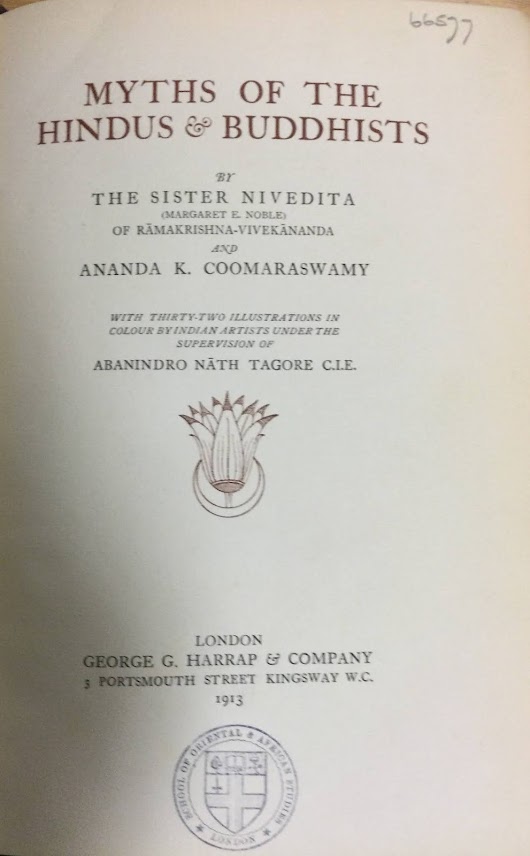 66577
MYTHS OF THE
HINDUS & BUDDHISTS
BY
THE SISTER NIVEDITA
(MARGARET E. NOBLE)
OF RĀMAKRISHNA-VIVEKĀNANDA
AND
ANANDA K. COOMARASWAMY
WITH THIRTY-TWO ILLUSTRATIONS IN
COLOUR BY INDIAN ARTISTS UNDER THE
SUPERVISION OF
ABANINDRO NĀTH TAGORE C.I.E.
LONDON
GEORGE G. HARRAP & COMPANY
3 PORTSMOUTH STREET KINGSWAY W.C.
1913
SCHOOL OF ORIENTAL & AFRICAN STUDIES
LONDON